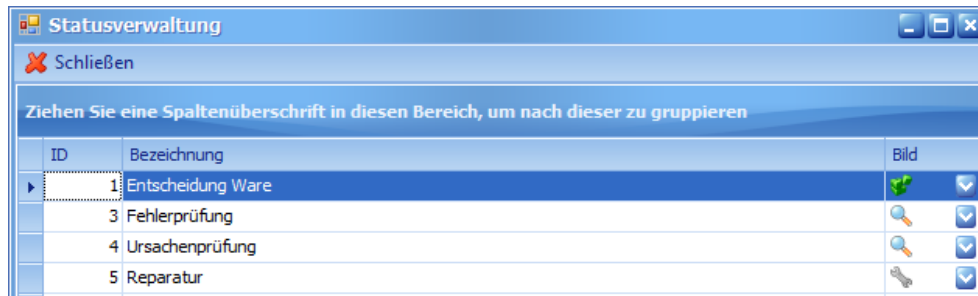 Statusverwaltung
Schließen
Ziehen Sie eine Spaltenüberschrift in diesen Bereich, um nach dieser zu gruppieren
ID Bezeichnung Bild
1 Entscheidung Ware
3 Fehlerprüfung
4 Ursachenprüfung
5 Reparatur